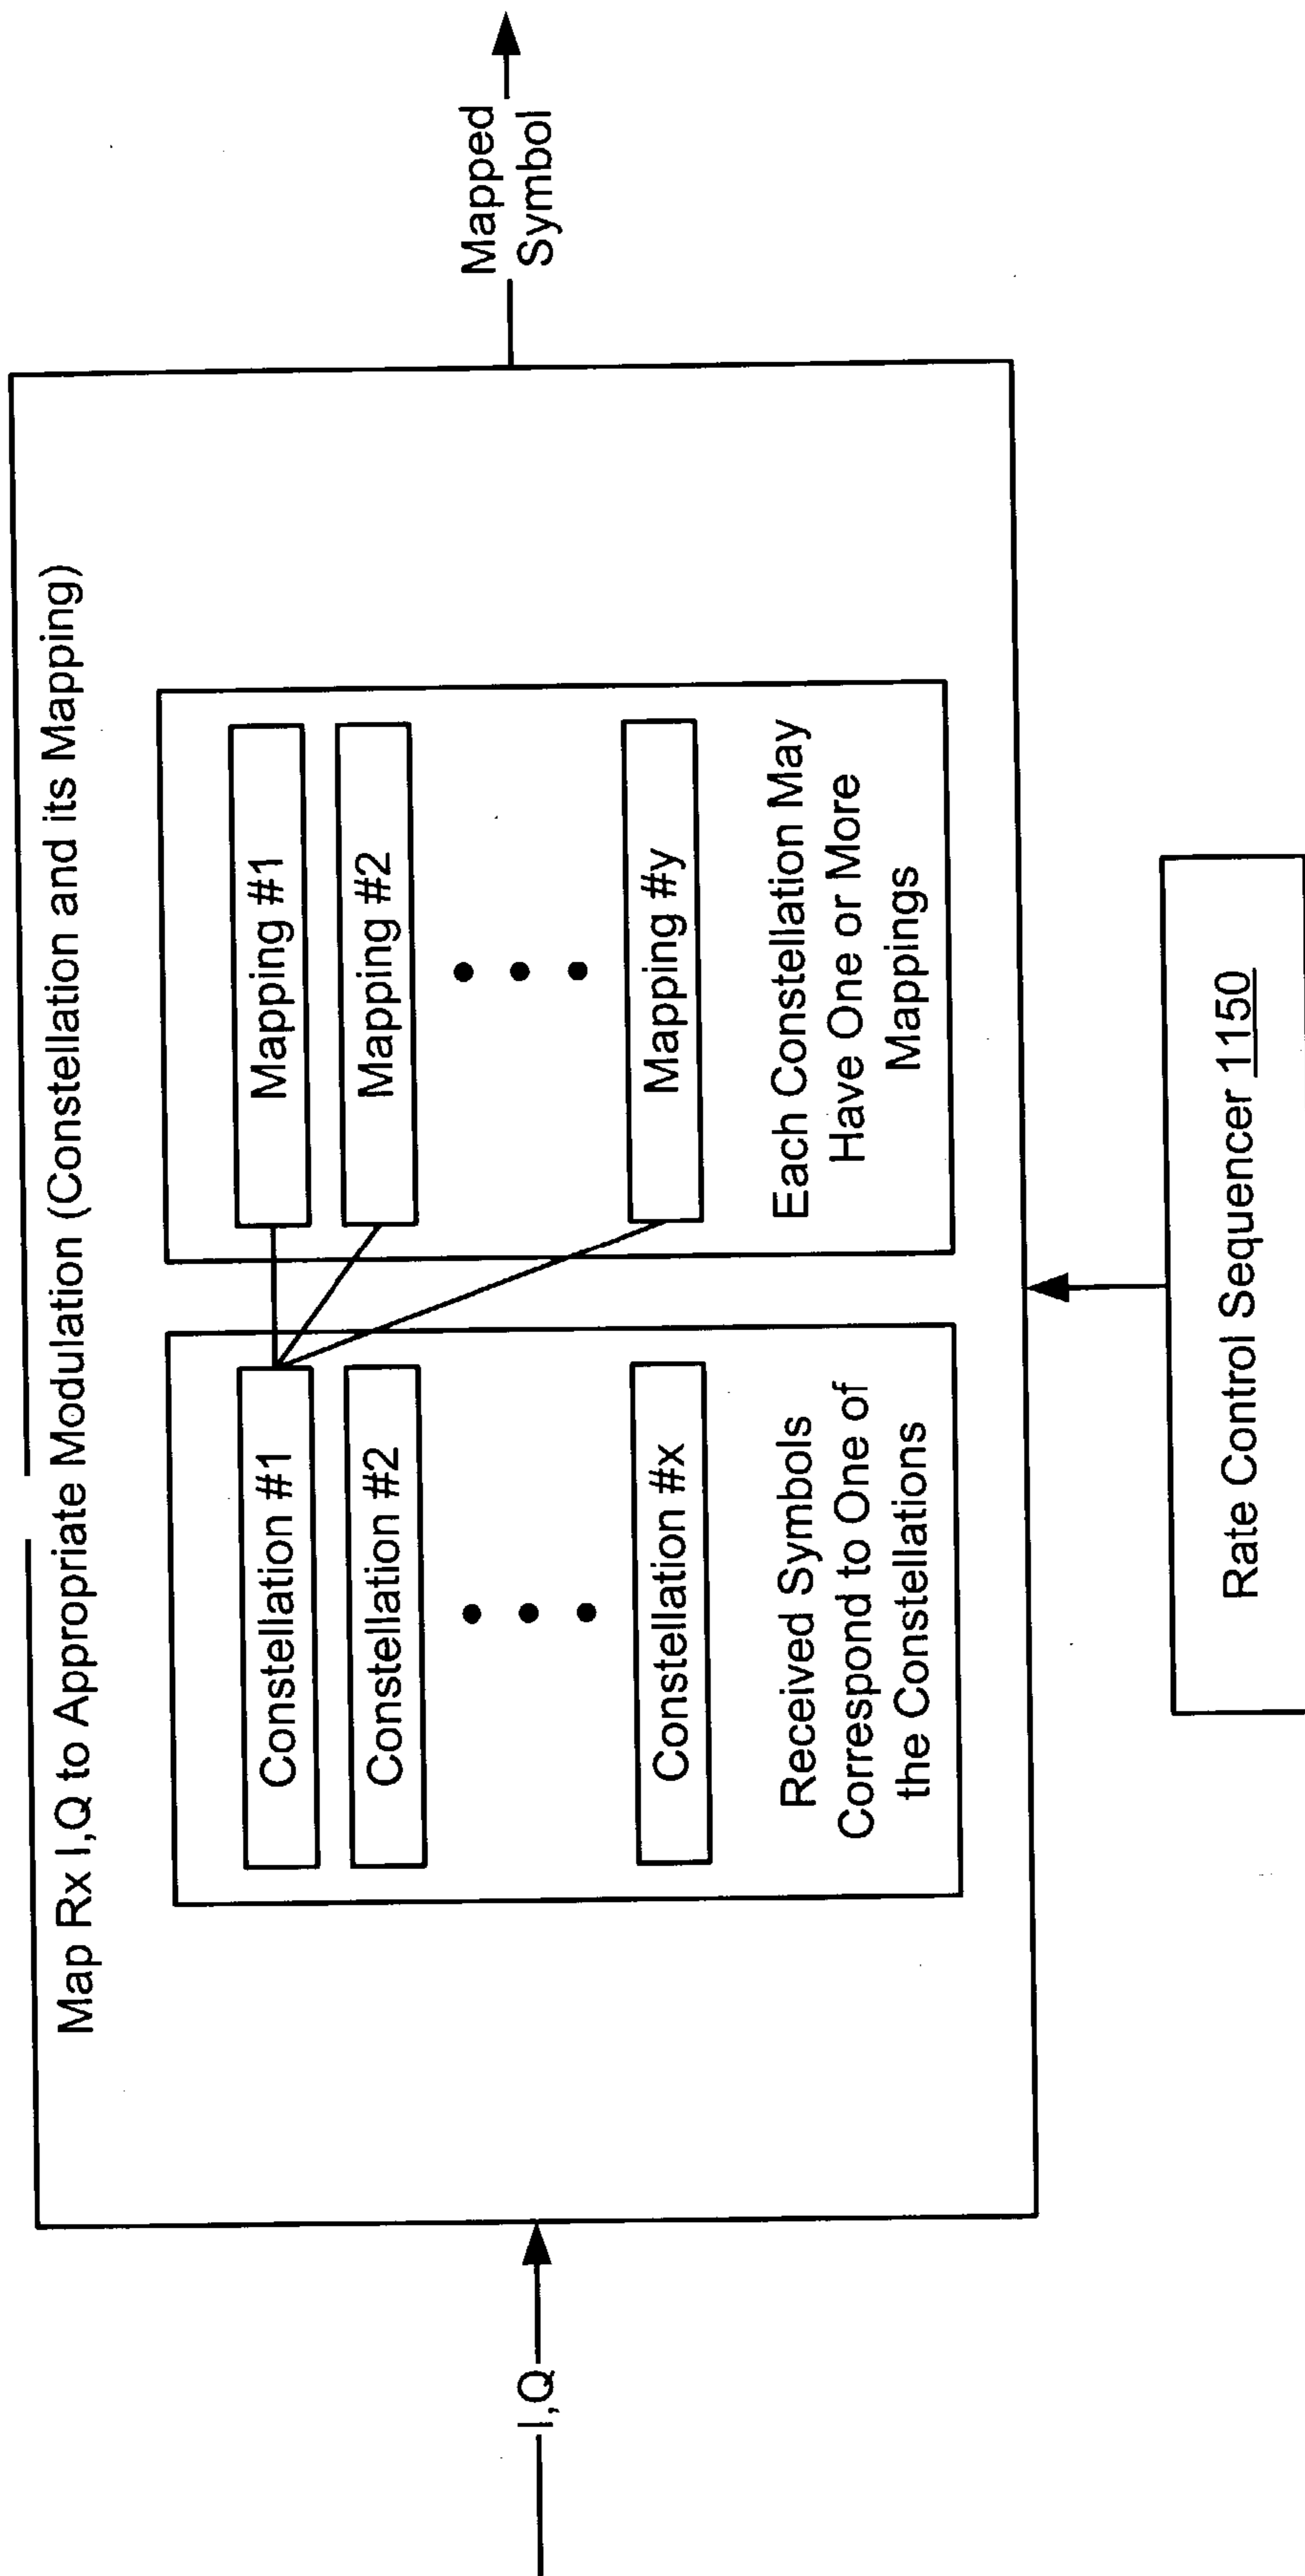 Map Rx I,Q to Appropriate Modulation (Constellation and its Mapping)
I,Q
Constellation #1
Constellation #2
Constellation #x
Received Symbols
Correspond to One of
the Constellations
Mapping #1
Mapping #2
Mapping #y
Each Constellation May
Have One or More
Mappings
Mapped
Symbol
Rate Control Sequencer 1150